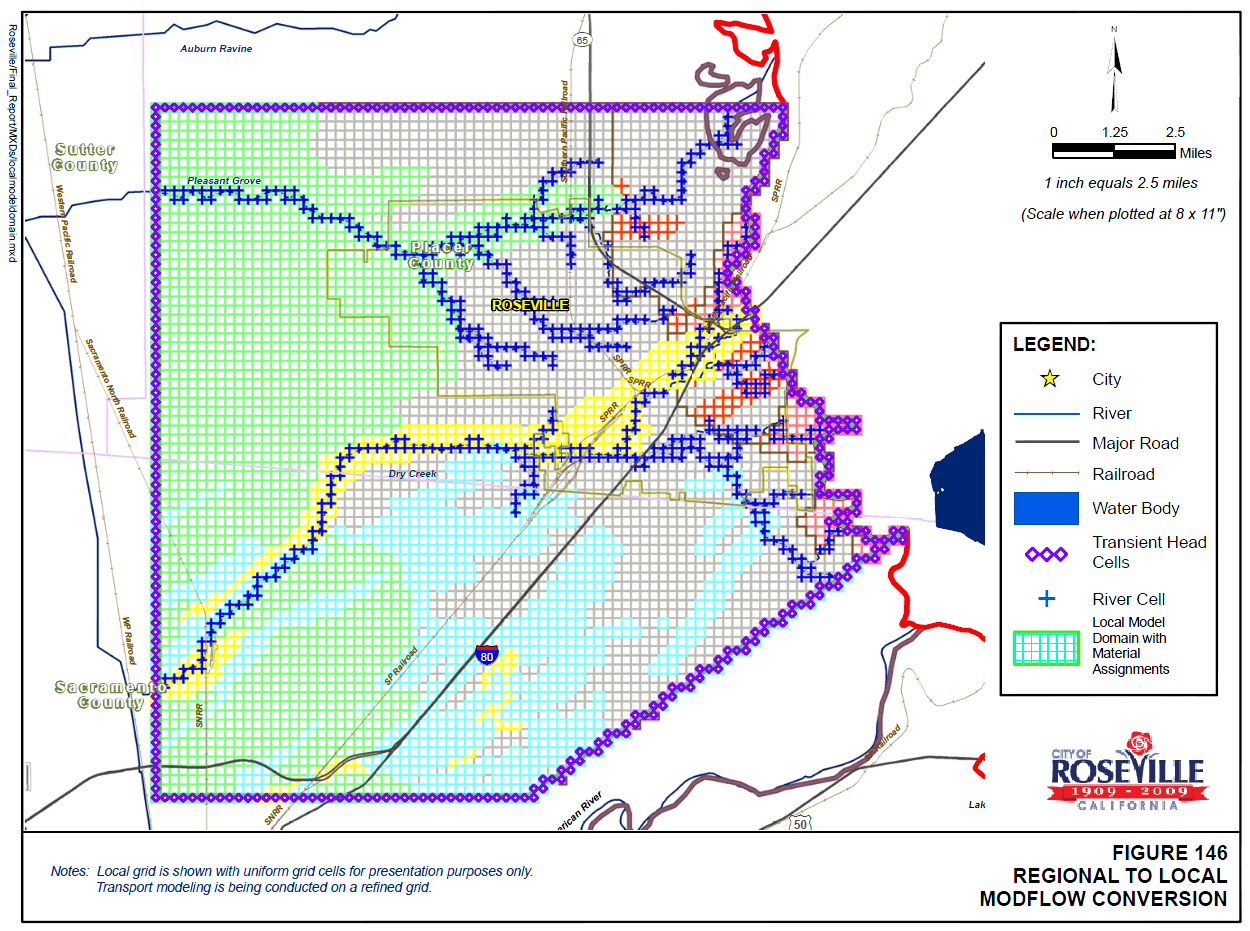 Roseville/Final_Report/MXDs/localmodeldomain.mxd
Auburn Ravine
65
Southern Pacific Railroad
Sutter
County
Western Pacific Railroad
Pleasant Grove
Placer
County
ROSEVILLE
SPRR
SPRR
SPRR
SPRR
Sacramento North Railroad
Dry Creek
WP Railroad
Sacramento
County
SNRR
SP Railroad
80
SNRR
Railroad
erican River
50
Lak
N
0 1.25 2.5
Miles
1 inch equals 2.5 miles
(Scale when plotted at 8 x 11")
LEGEND:
City
River
Major Road
Railroad
Water Body
Transient Head
Cells
River Cell
Local Model
Domain with
Material
Assignments
CITY OF
ROSEVILLE
1909 - 2009
CALIFORNIA
Notes: Local grid is shown with uniform grid cells for presentation purposes only.
Transport modeling is being conducted on a refined grid.
FIGURE 146
REGIONAL TO LOCAL
MODFLOW CONVERSION